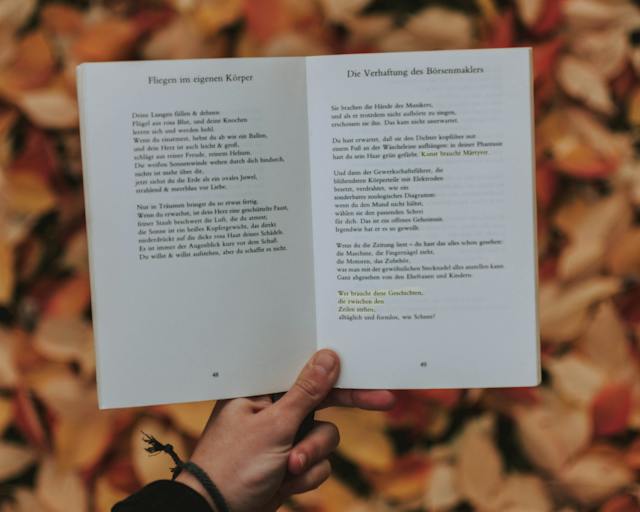 Fliegen im eigenen Körper
Deine Lungen füllen & dehnen
Flügel aus rosa Blut, und deine Knochen
leeren sich und werden hohl.
Wenn du einatmest, hebst du ab wie ein Ballon,
und dein Herz ist auch leicht & groß,
schlägt aus reiner Freude, reinem Helium.
Die weißen Sonnenwinde wehen durch dich hindurch,
nichts ist mehr über dir,
jetzt siehst du die Erde als ein ovales Juwel,
strahlend & meerblau vor Liebe.
Nur in Träumen bringst du so etwas fertig.
Wenn du erwachst, ist dein Herz eine geschüttelte Faust,
feiner Staub beschwert die Luft, die du atmest;
die Sonne ist ein heißes Kupfergewicht, das direkt
niederdrückt auf die dicke rosa Haut deines Schädels.
Es ist immer der Augenblick kurz vor dem Schuß.
Du willst & willst aufstehen, aber du schaffst es nicht.
48
Die Verhaftung des Börsenmaklers
Sie brachen die Hände des Musikers,
und als er trotzdem nicht aufhörte zu singen,
erschossen sie ihn. Das kam nicht unerwartet.
Du hast erwartet, daß sie den Dichter kopfüber mit
einem Fuß an der Wäscheleine aufhängen: in deiner Phantasie
hast du sein Haar grün gefärbt. Kunst braucht Märtyrer.
Und dann der Gewerkschaftsführer, die
blühendsten Körperteile mit Elektroden
besetzt, verdrahtet, wie ein
sonderbares zoologisches Diagramm:
wenn du den Mund nicht hältst,
wählen sie den passenden Schrei
für dich. Das ist ein offenes Geheimnis.
Irgendwie hat er es so gewollt.
Wenn du die Zeitung liest – du hast das alles schon gesehen:
die Maschine, die Fingernägel zieht,
die Motoren, das Zubehör,
was man mit der gewöhnlichsten Stecknadel alles anstellen kann.
Ganz abgesehen von den Ehefrauen und Kindern.
Wer braucht diese Geschichten,
die zwischen den
Zeilen stehen,
alltäglich und formlos, wie Schnee?
49